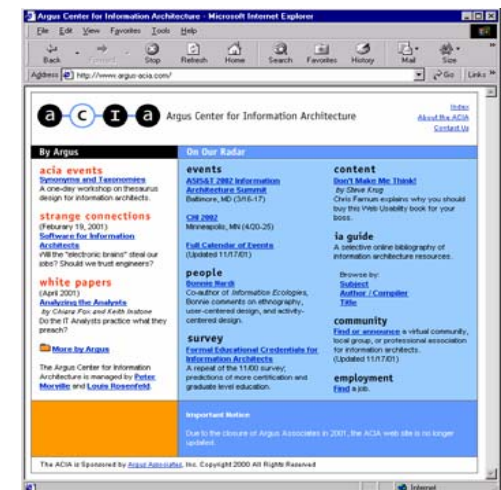 Argus Center for Information Architecture - Microsoft Internet Explorer
File Edit View Favorites Tools Help
Back Forward Stop Refresh Home Search Favorites History Mail Size
Address http://www.argus-acia.com/ Go Links »
a c i a Argus Center for Information Architecture
Index
About the ACIA
Contact Us
By Argus
acia events
Synonyms and Taxonomies
A one-day workshop on thesaurus
design for information architects.
strange connections
(Feburary 19, 2001)
Software for Information
Architects
Will the "electronic brains" steal our
jobs? Should we trust engineers?
white papers
(April 2001)
Analyzing the Analysts
by Chiara Fox and Keith Instone
Do the IT Analysts practice what they
preach?
More by Argus
The Argus Center for Information
Architecture is managed by Peter
Morville and Louis Rosenfeld.
On Our Radar
events
ASIS&T 2002 Information
Architecture Summit
Baltimore, MD (3/16-17)
CHI 2002
Minneapolis, MN (4/20-25)
Full Calendar of Events
(Updated 11/17/01)
people
Bonnie Nardi
Co-author of Information Ecologies,
Bonnie comments on ethnography,
user-centered design, and activity-
centered design.
survey
Formal Educational Credentials for
Information Architects
A repeat of the 11/00 survey;
predictions of more certification and
graduate level education.
content
Don't Make Me Think!
by Steve Krug
Chris Farnum explains why you should
buy this Web Usability book for your
boss.
ia guide
A selective online bibliography of
information architecture resources.
Browse by:
Subject
Author / Compiler
Title
community
Find or announce a virtual community,
local group, or professional association
for information architects.
(Updated 11/17/01)
employment
Find a job.
Important Notice
Due to the closure of Argus Associates in 2001, the ACIA web site is no longer
updated.
The ACIA is Sponsored by Argus Associates, Inc. Copyright 2000 All Rights Reserved
Internet